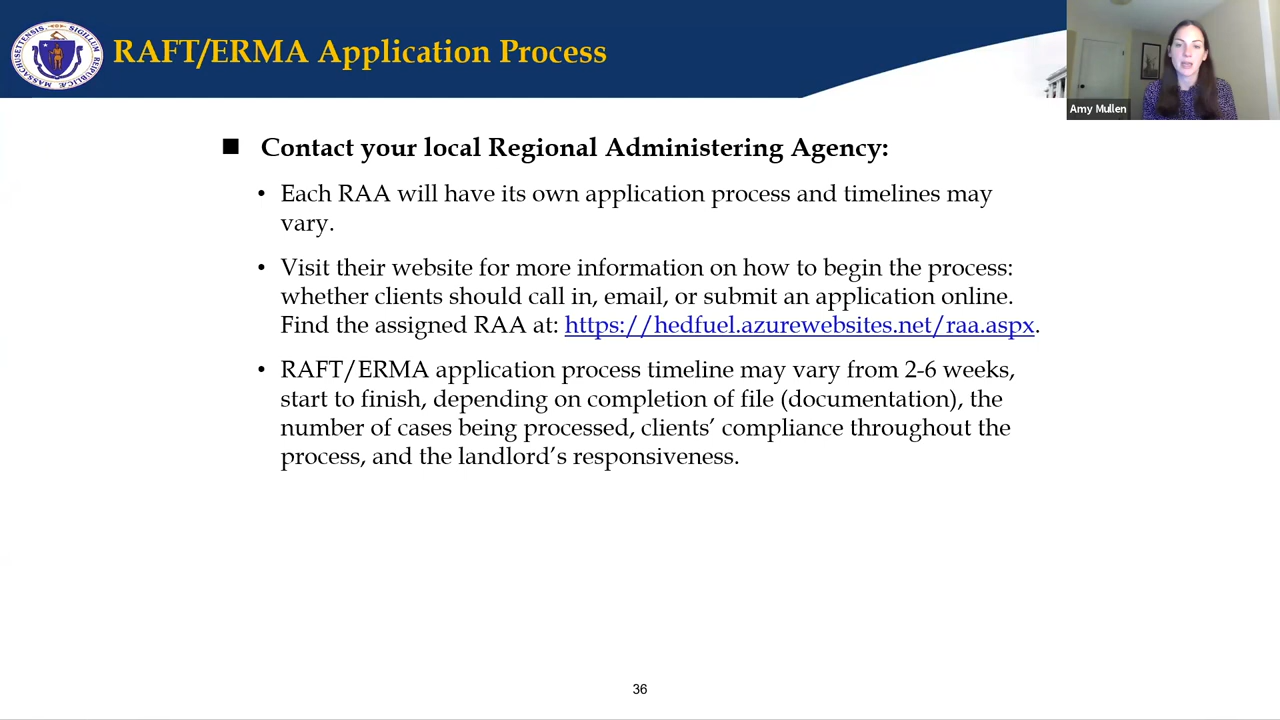 RAFT/ERMA Application Process
Amy Mullen
■ Contact your local Regional Administering Agency:
• Each RAA will have its own application process and timelines may
vary.
• Visit their website for more information on how to begin the process:
whether clients should call in, email, or submit an application online.
Find the assigned RAA at: https://hedfuel.azurewebsites.net/raa.aspx.
• RAFT/ERMA application process timeline may vary from 2-6 weeks,
start to finish, depending on completion of file (documentation), the
number of cases being processed, clients’ compliance throughout the
process, and the landlord’s responsiveness.
36